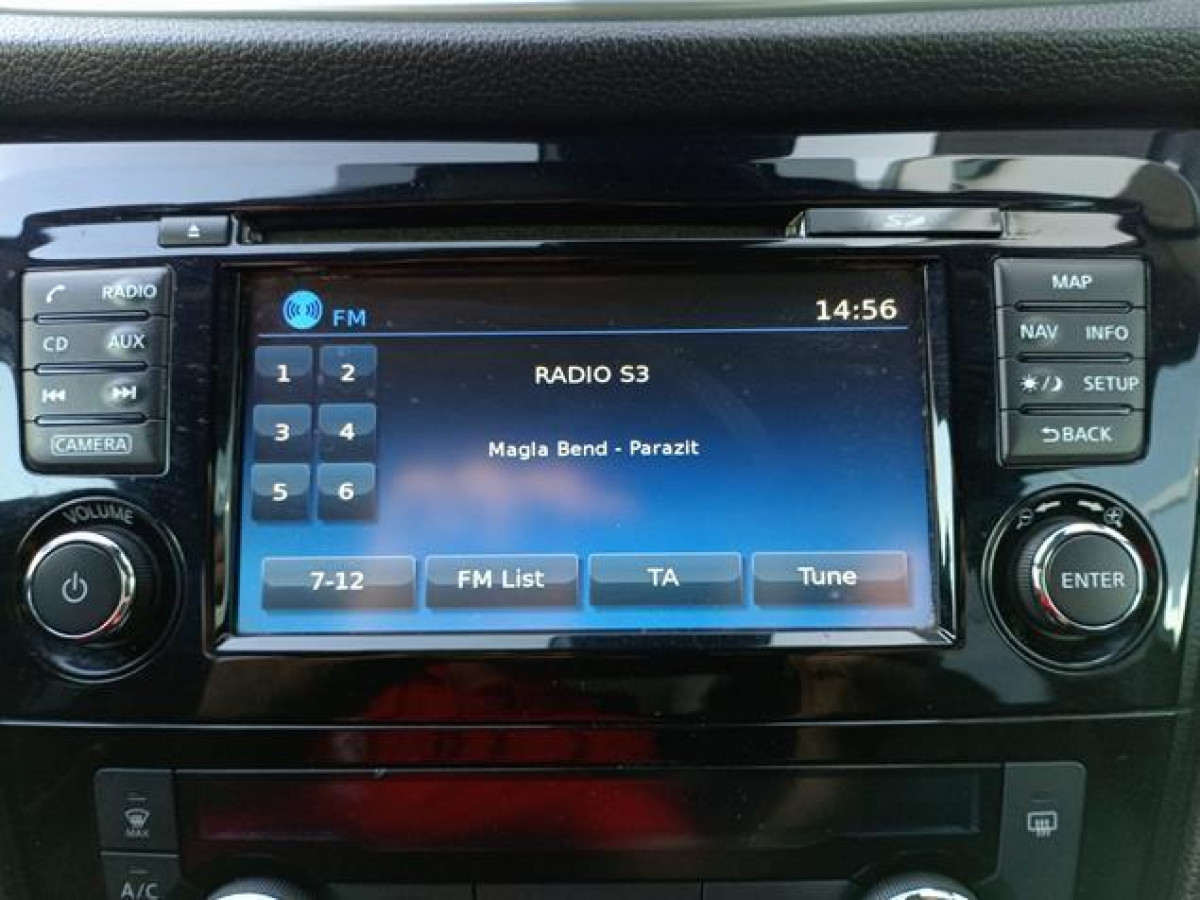 SD
RADIO
MAP
FM
14:56
CD
AUX
NAV
INFO
1
2
RADIO S3
SETUP
3
4
Magla Bend - Parazit
CAMERA
BACK
5
6
VOLUME
7-12
FM List
TA
Tune
ENTER
MAX
A/C